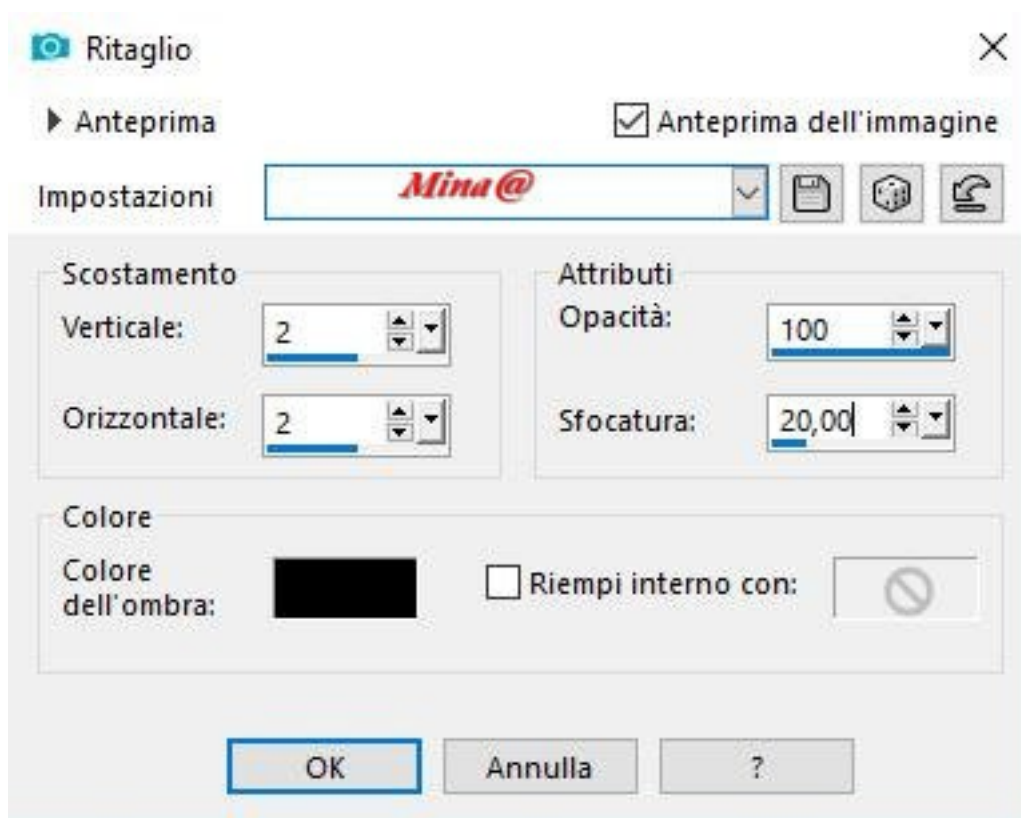 Ritaglio
Anteprima
Anteprima dell'immagine
Impostazioni
Mina@
Scostamento
Verticale:
2
Orizzontale:
2
Attributi
Opacità:
100
Sfocatura:
20,00
Colore
Colore
dell'ombra:
Riempi interno con:
OK
Annulla
?